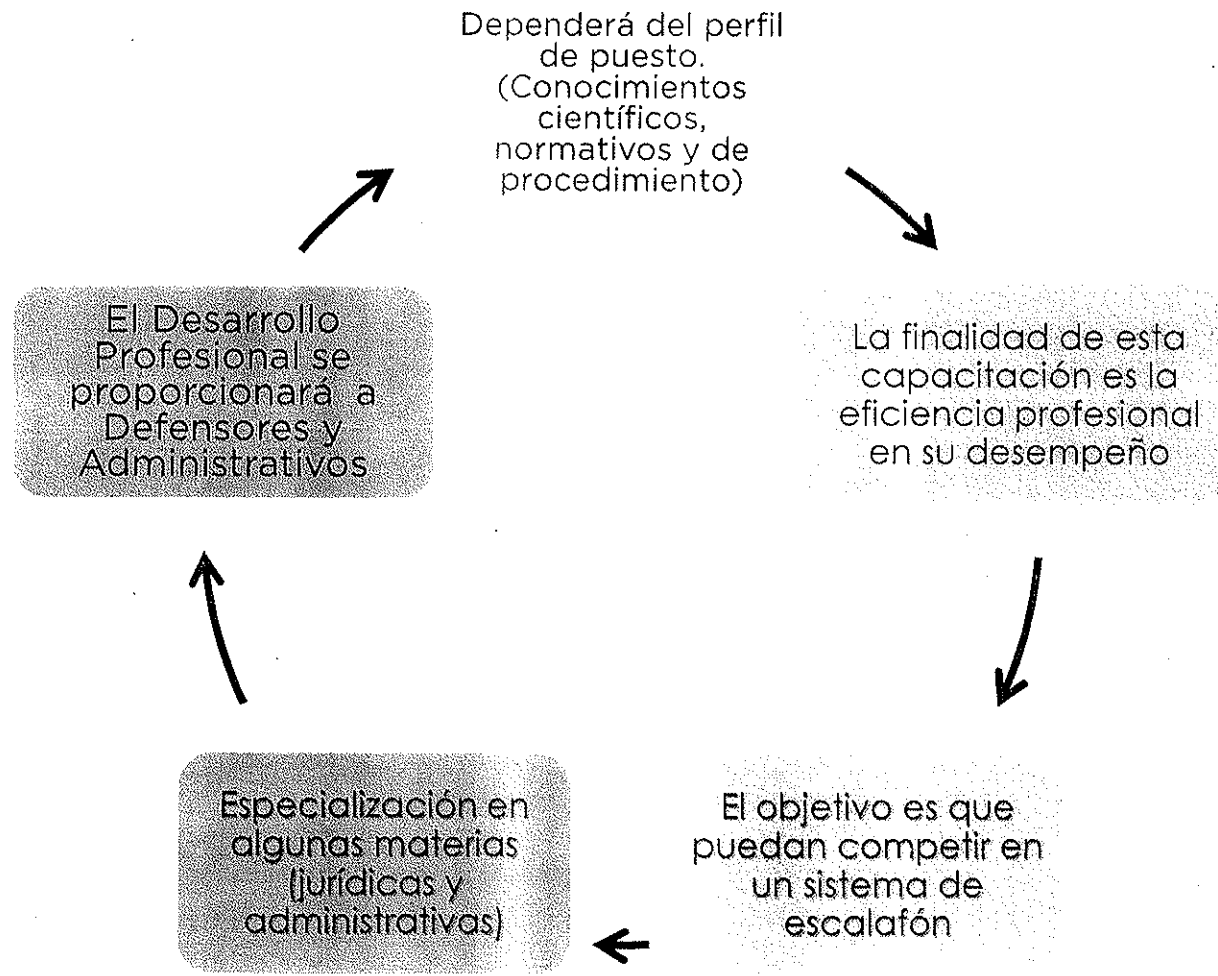 Dependerá del perfil
de puesto.
(Conocimientos
científicos,
normativos y de
procedimiento)
La finalidad de esta
capacitación es la
eficiencia profesional
en su desempeño
El objetivo es que
puedan competir en
un sistema de
escalafón
Especialización en
algunas materias
(jurídicas y
administrativas)
El Desarrollo
Profesional se
proporcionará a
Defensores y
Administrativos